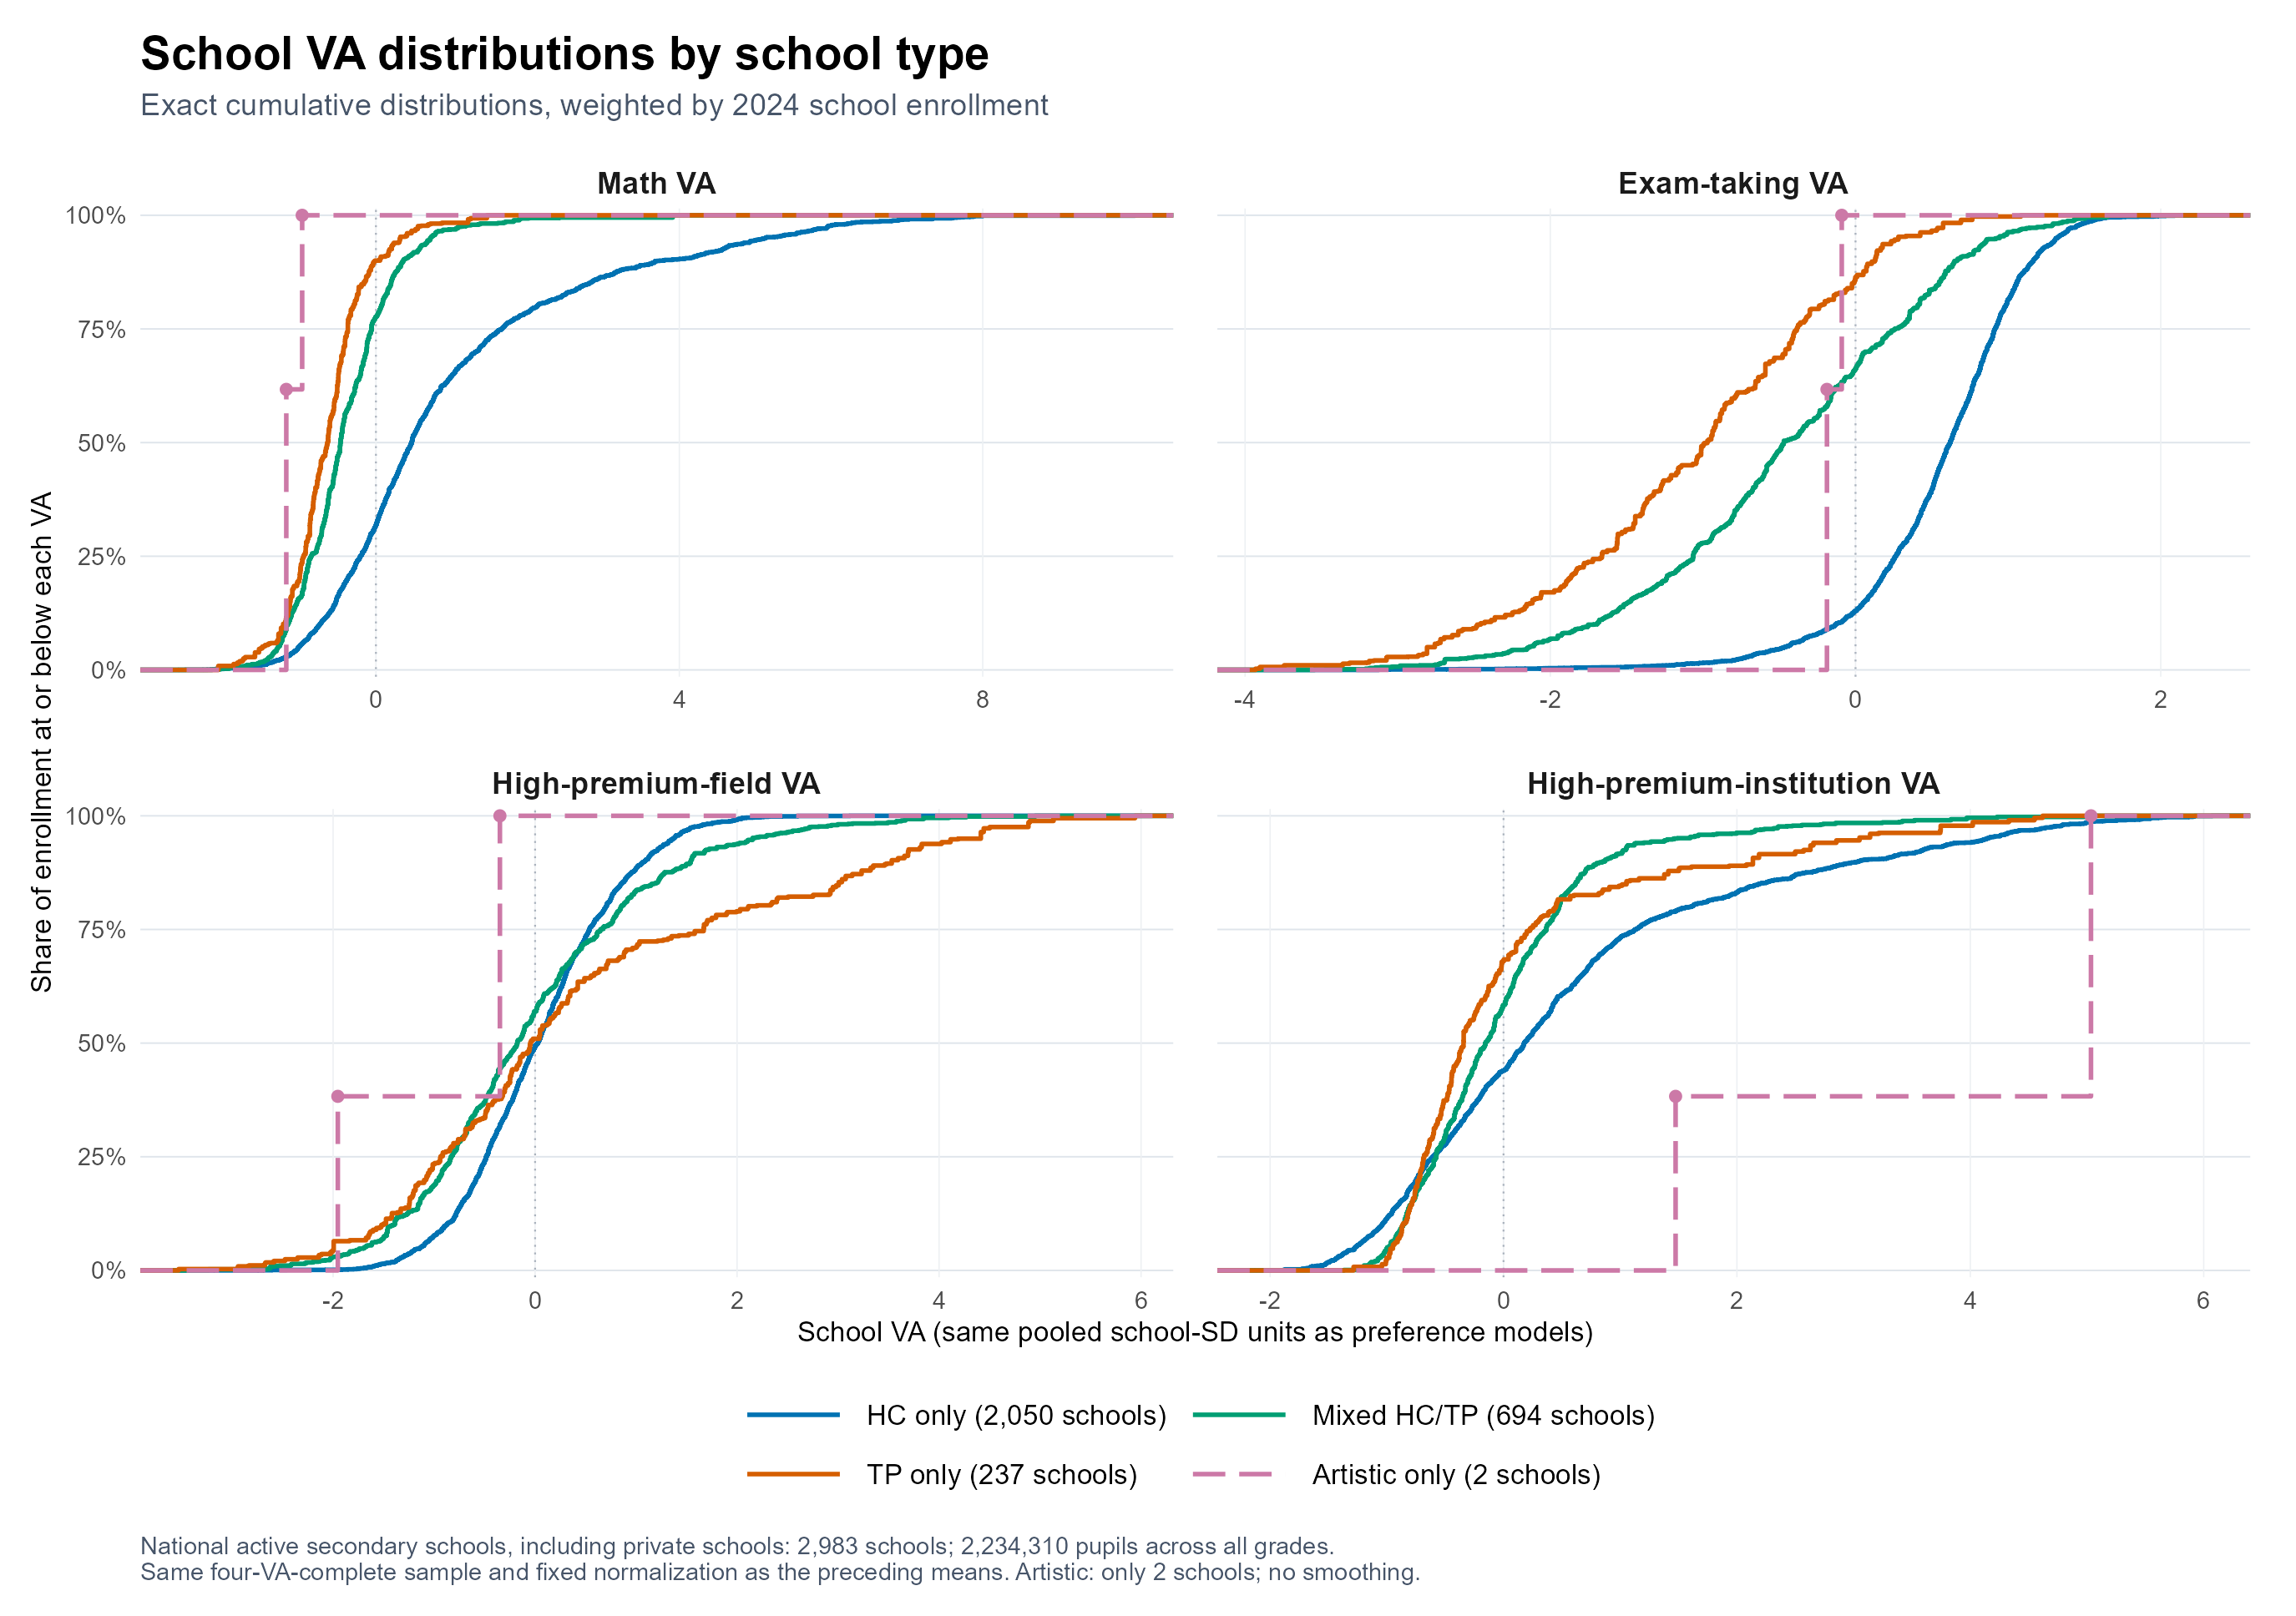 School VA distributions by school type
Exact cumulative distributions, weighted by 2024 school enrollment
Share of enrollment at or below each VA
Math VA
100%
75%
50%
25%
0%
0 4 8
Exam-taking VA
-4 -2 0 2
High-premium-field VA
100%
75%
50%
25%
0%
-2 0 2 4 6
High-premium-institution VA
-2 0 2 4 6
School VA (same pooled school-SD units as preference models)
HC only (2,050 schools)
Mixed HC/TP (694 schools)
TP only (237 schools)
Artistic only (2 schools)
National active secondary schools, including private schools: 2,983 schools; 2,234,310 pupils across all grades.
Same four-VA-complete sample and fixed normalization as the preceding means. Artistic: only 2 schools; no smoothing.